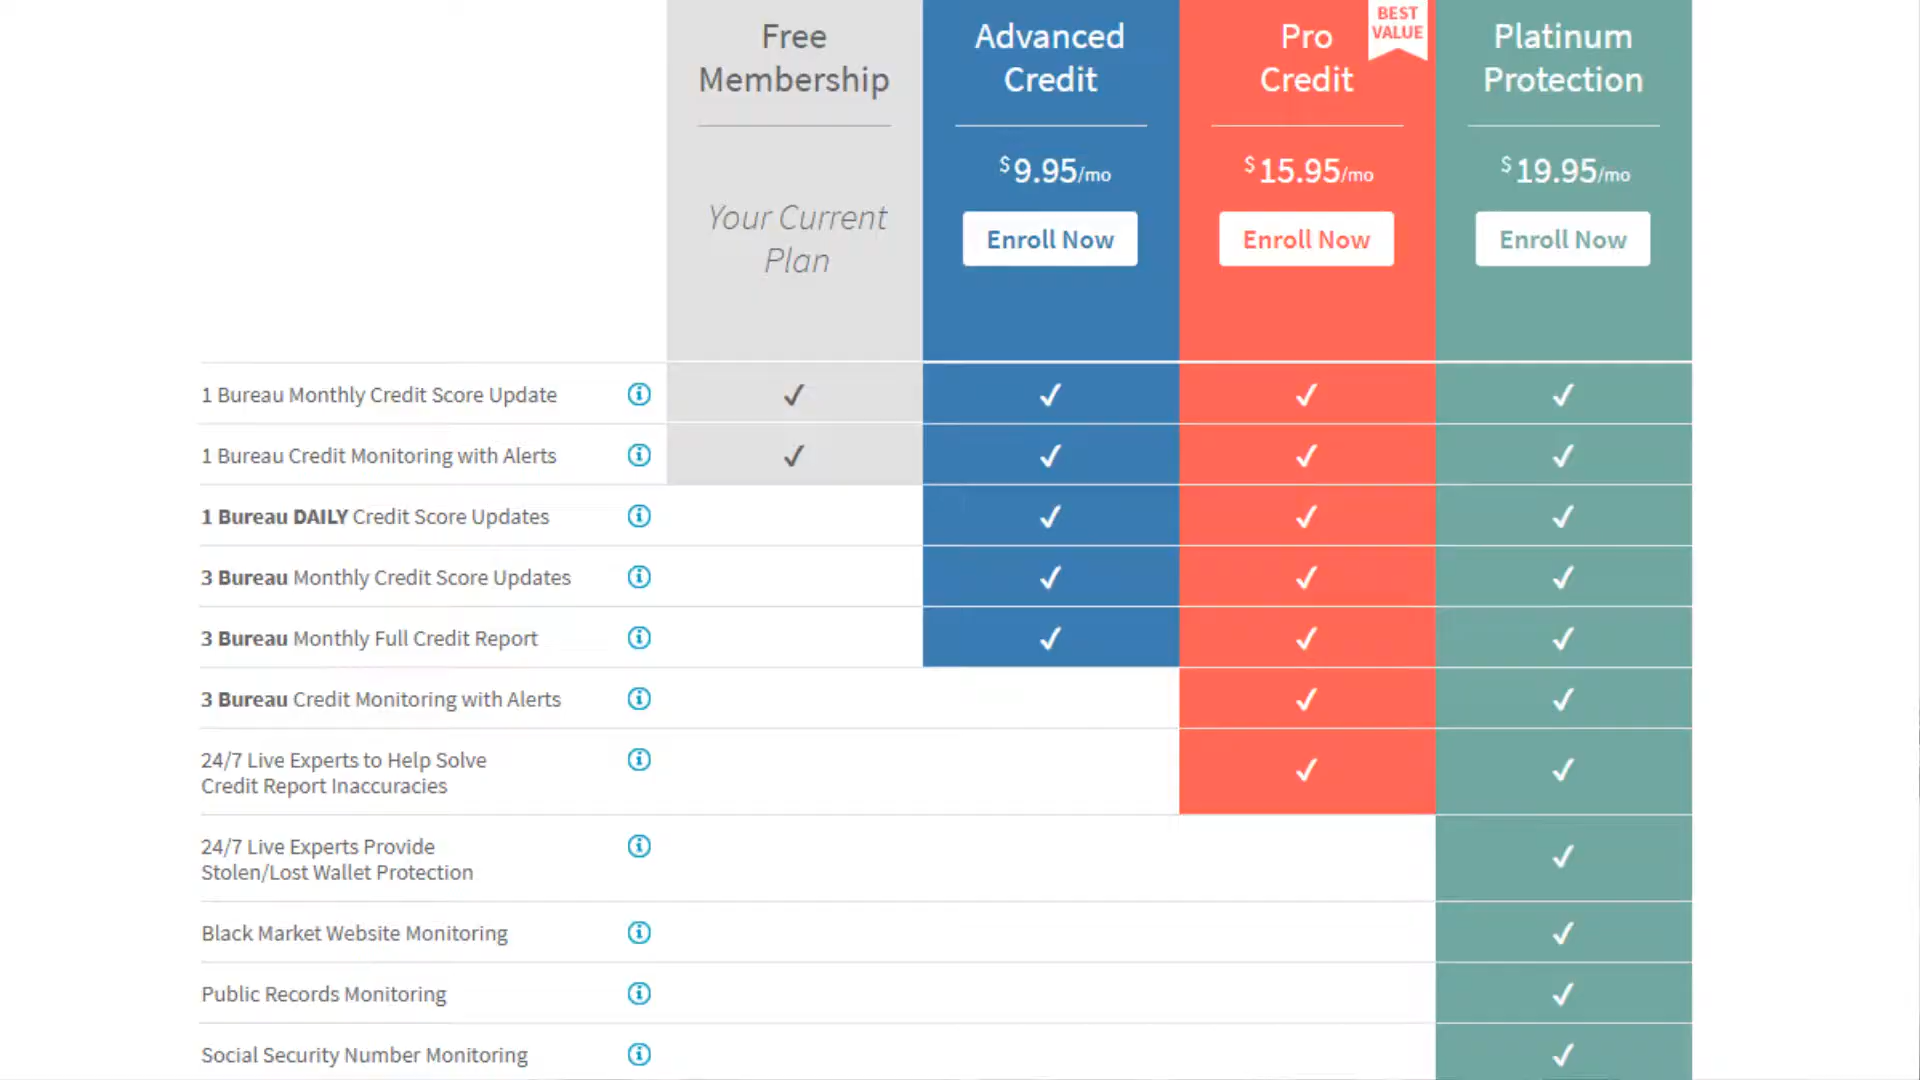 Free
Membership
Your Current
Plan
Advanced
Credit
$9.95/mo
Enroll Now
Pro
Credit
BEST
VALUE
$15.95/mo
Enroll Now
Platinum
Protection
$19.95/mo
Enroll Now
1 Bureau Monthly Credit Score Update
✓ ✓ ✓ ✓
1 Bureau Credit Monitoring with Alerts
✓ ✓ ✓ ✓
1 Bureau DAILY Credit Score Updates
✓ ✓ ✓
3 Bureau Monthly Credit Score Updates
✓ ✓ ✓
3 Bureau Monthly Full Credit Report
✓ ✓ ✓
3 Bureau Credit Monitoring with Alerts
✓ ✓
24/7 Live Experts to Help Solve
Credit Report Inaccuracies
✓ ✓
24/7 Live Experts Provide
Stolen/Lost Wallet Protection
✓
Black Market Website Monitoring
✓
Public Records Monitoring
✓
Social Security Number Monitoring
✓